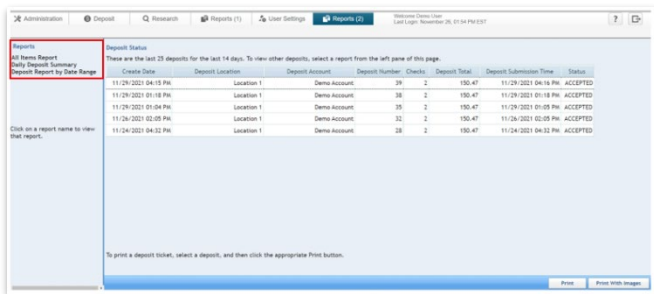 Administration Deposit Research Reports (1) User Settings Reports (2) Welcome Demo User
Last Login: November 29, 01:04 PM EST ?
Reports
All Items Report
Daily Deposit Summary
Deposit Report by Date Range
Click on a report name to view
that report.
Deposit Status
These are the last 25 deposits for the last 14 days. To view other deposits, select a report from the left pane of this page.
Create Date Deposit Location Deposit Account Deposit Number Checks Deposit Total Deposit Submission Time Status
11/29/2021 04:15 PM Location 1 Demo Account 39 2 150.47 11/29/2021 04:16 PM ACCEPTED
11/29/2021 01:18 PM Location 1 Demo Account 38 2 150.47 11/29/2021 01:18 PM ACCEPTED
11/29/2021 01:04 PM Location 1 Demo Account 35 2 150.47 11/29/2021 01:05 PM ACCEPTED
11/26/2021 02:05 PM Location 1 Demo Account 32 2 150.47 11/26/2021 02:05 PM ACCEPTED
11/24/2021 04:32 PM Location 1 Demo Account 28 2 150.47 11/24/2021 04:32 PM ACCEPTED
To print a deposit ticket, select a deposit, and then click the appropriate Print button.
Print Print With Images